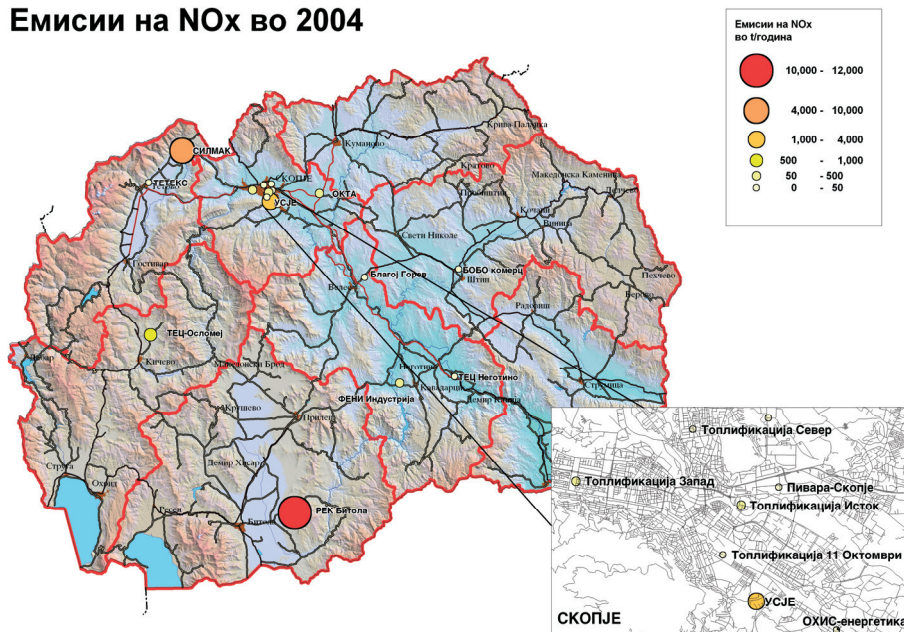 Емисии на NOx во 2004
Емисии на NOx
во t/година
10,000 - 12,000
4,000 - 10,000
1,000 - 4,000
500 - 1,000
50 - 500
0 - 50
Крива Паланка
Куманово
СИЛМАК
Кратово
Македонска Каменица
ТЕТЕКС
Тетово
СКОПЈЕ
Пробиштип
Делчево
ОКТА
УСЈЕ
Кочани
Виница
Свети Николе
Гостивар
Благој Горев
БОБО комерц
Пехчево
Велес
Штип
Берово
Радовиш
ТЕЦ-Осломеј
Дебар
Кичево
Македонски Брод
Неготино
ТЕЦ Неготино
Струмица
Кавадарци
ФЕНИ Индустрија
Демир Капија
Крушево
Прилеп
Демир Хисар
Струга
Охрид
Ресен
РЕК Битола
Битола
Топлификација Север
Топлификација Запад
Пивара-Скопје
Топлификација Исток
Топлификација 11 Октомври
УСЈЕ
СКОПЈЕ
ОХИС-енергетика